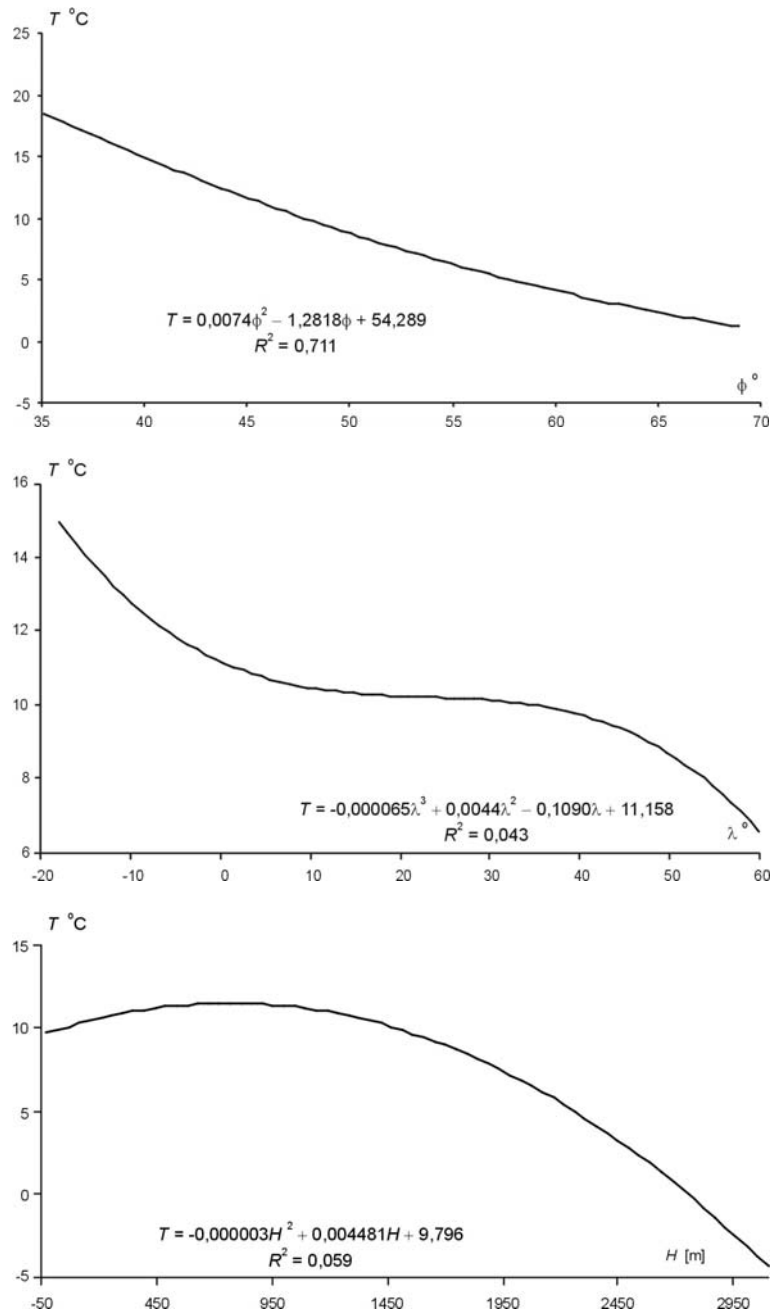 T °C
25
20
15
10
5
0
-5
T = 0,0074ϕ² – 1,2818ϕ + 54,289
R² = 0,711
ϕ °
35 40 45 50 55 60 65 70
T °C
16
14
12
10
8
6
T = -0,000065λ³ + 0,0044λ² – 0,1090λ + 11,158
R² = 0,043
λ °
-20 -10 0 10 20 30 40 50 60
T °C
15
10
5
0
-5
T = -0,000003H² + 0,004481H + 9,796
R² = 0,059
H [m]
-50 450 950 1450 1950 2450 2950